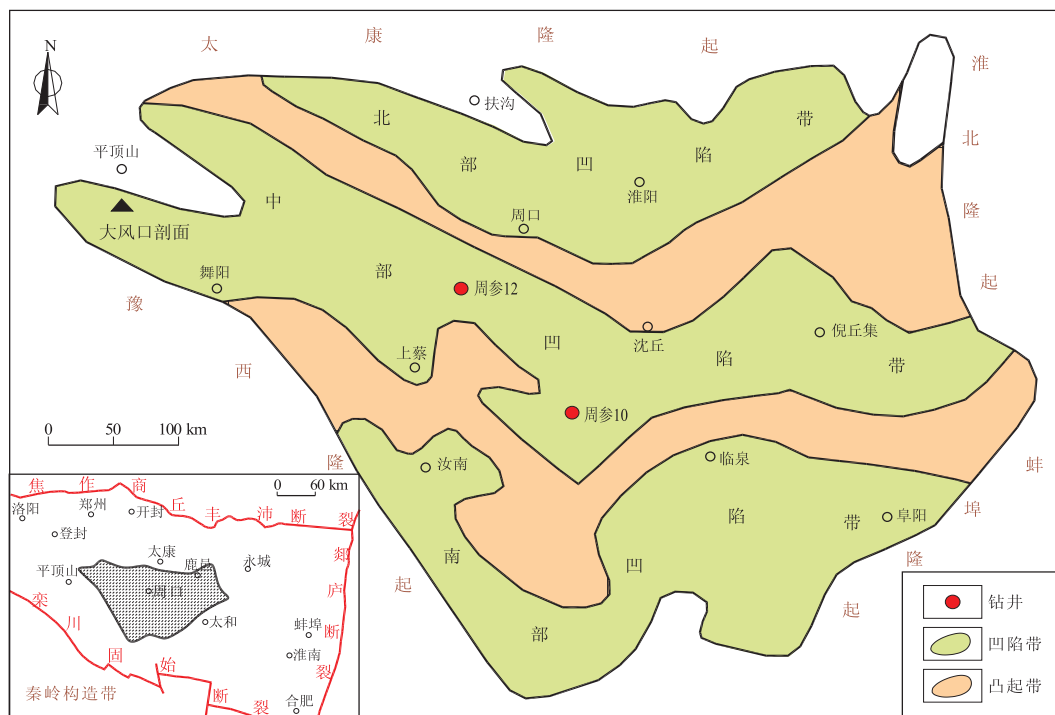 太康隆起
淮北隆起
N
扶沟
北部凹陷带
平顶山
淮阳
周口
大风口剖面
中部凹陷带
舞阳
周参12
沈丘
倪丘集
上蔡
周参10
豫西隆起
0 50 100 km
汝南
临泉
阜阳
南部凹陷带
蚌埠隆起
0 60 km
焦作商丘丰沛断裂
洛阳
郑州
开封
登封
太康
鹿邑
永城
平顶山
周口
太和
蚌埠
淮南
合肥
郯庐断裂
栾川固始断裂
秦岭构造带
钻井
凹陷带
凸起带